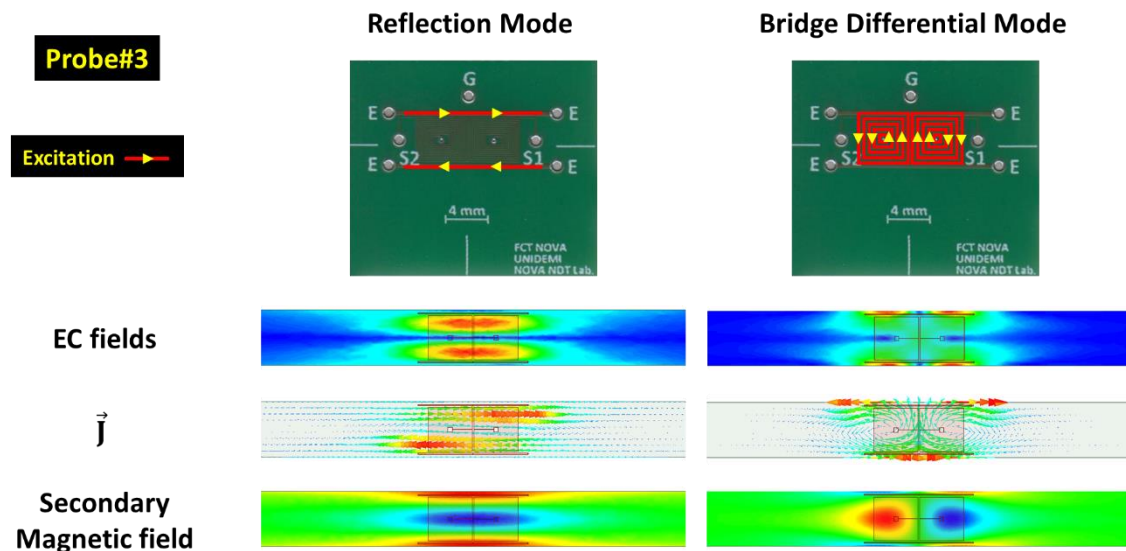 Reflection Mode
Bridge Differential Mode
Probe#3
Excitation
G
E
E
S2
S1
E
E
4 mm
FCT NOVA
UNIDEMI
NOVA NDT Lab.
G
E
E
S2
S1
E
E
4 mm
FCT NOVA
UNIDEMI
NOVA NDT Lab.
EC fields
J⃗
Secondary
Magnetic field